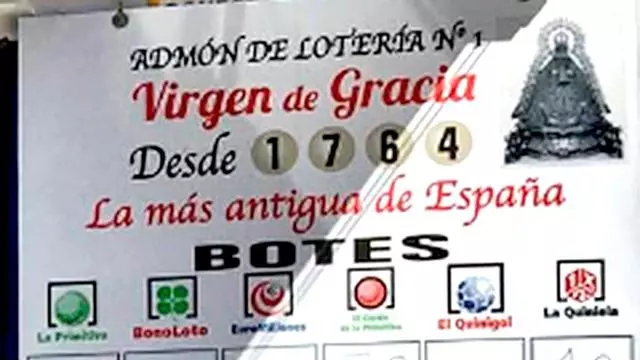 ADMÓN DE LOTERÍA Nº 1
Virgen de Gracia
Desde 1764
La más antigua de España
BOTES
La Primitiva BonoLoto EuroMillones El Gordo de la Primitiva El Quinigol La Quiniela